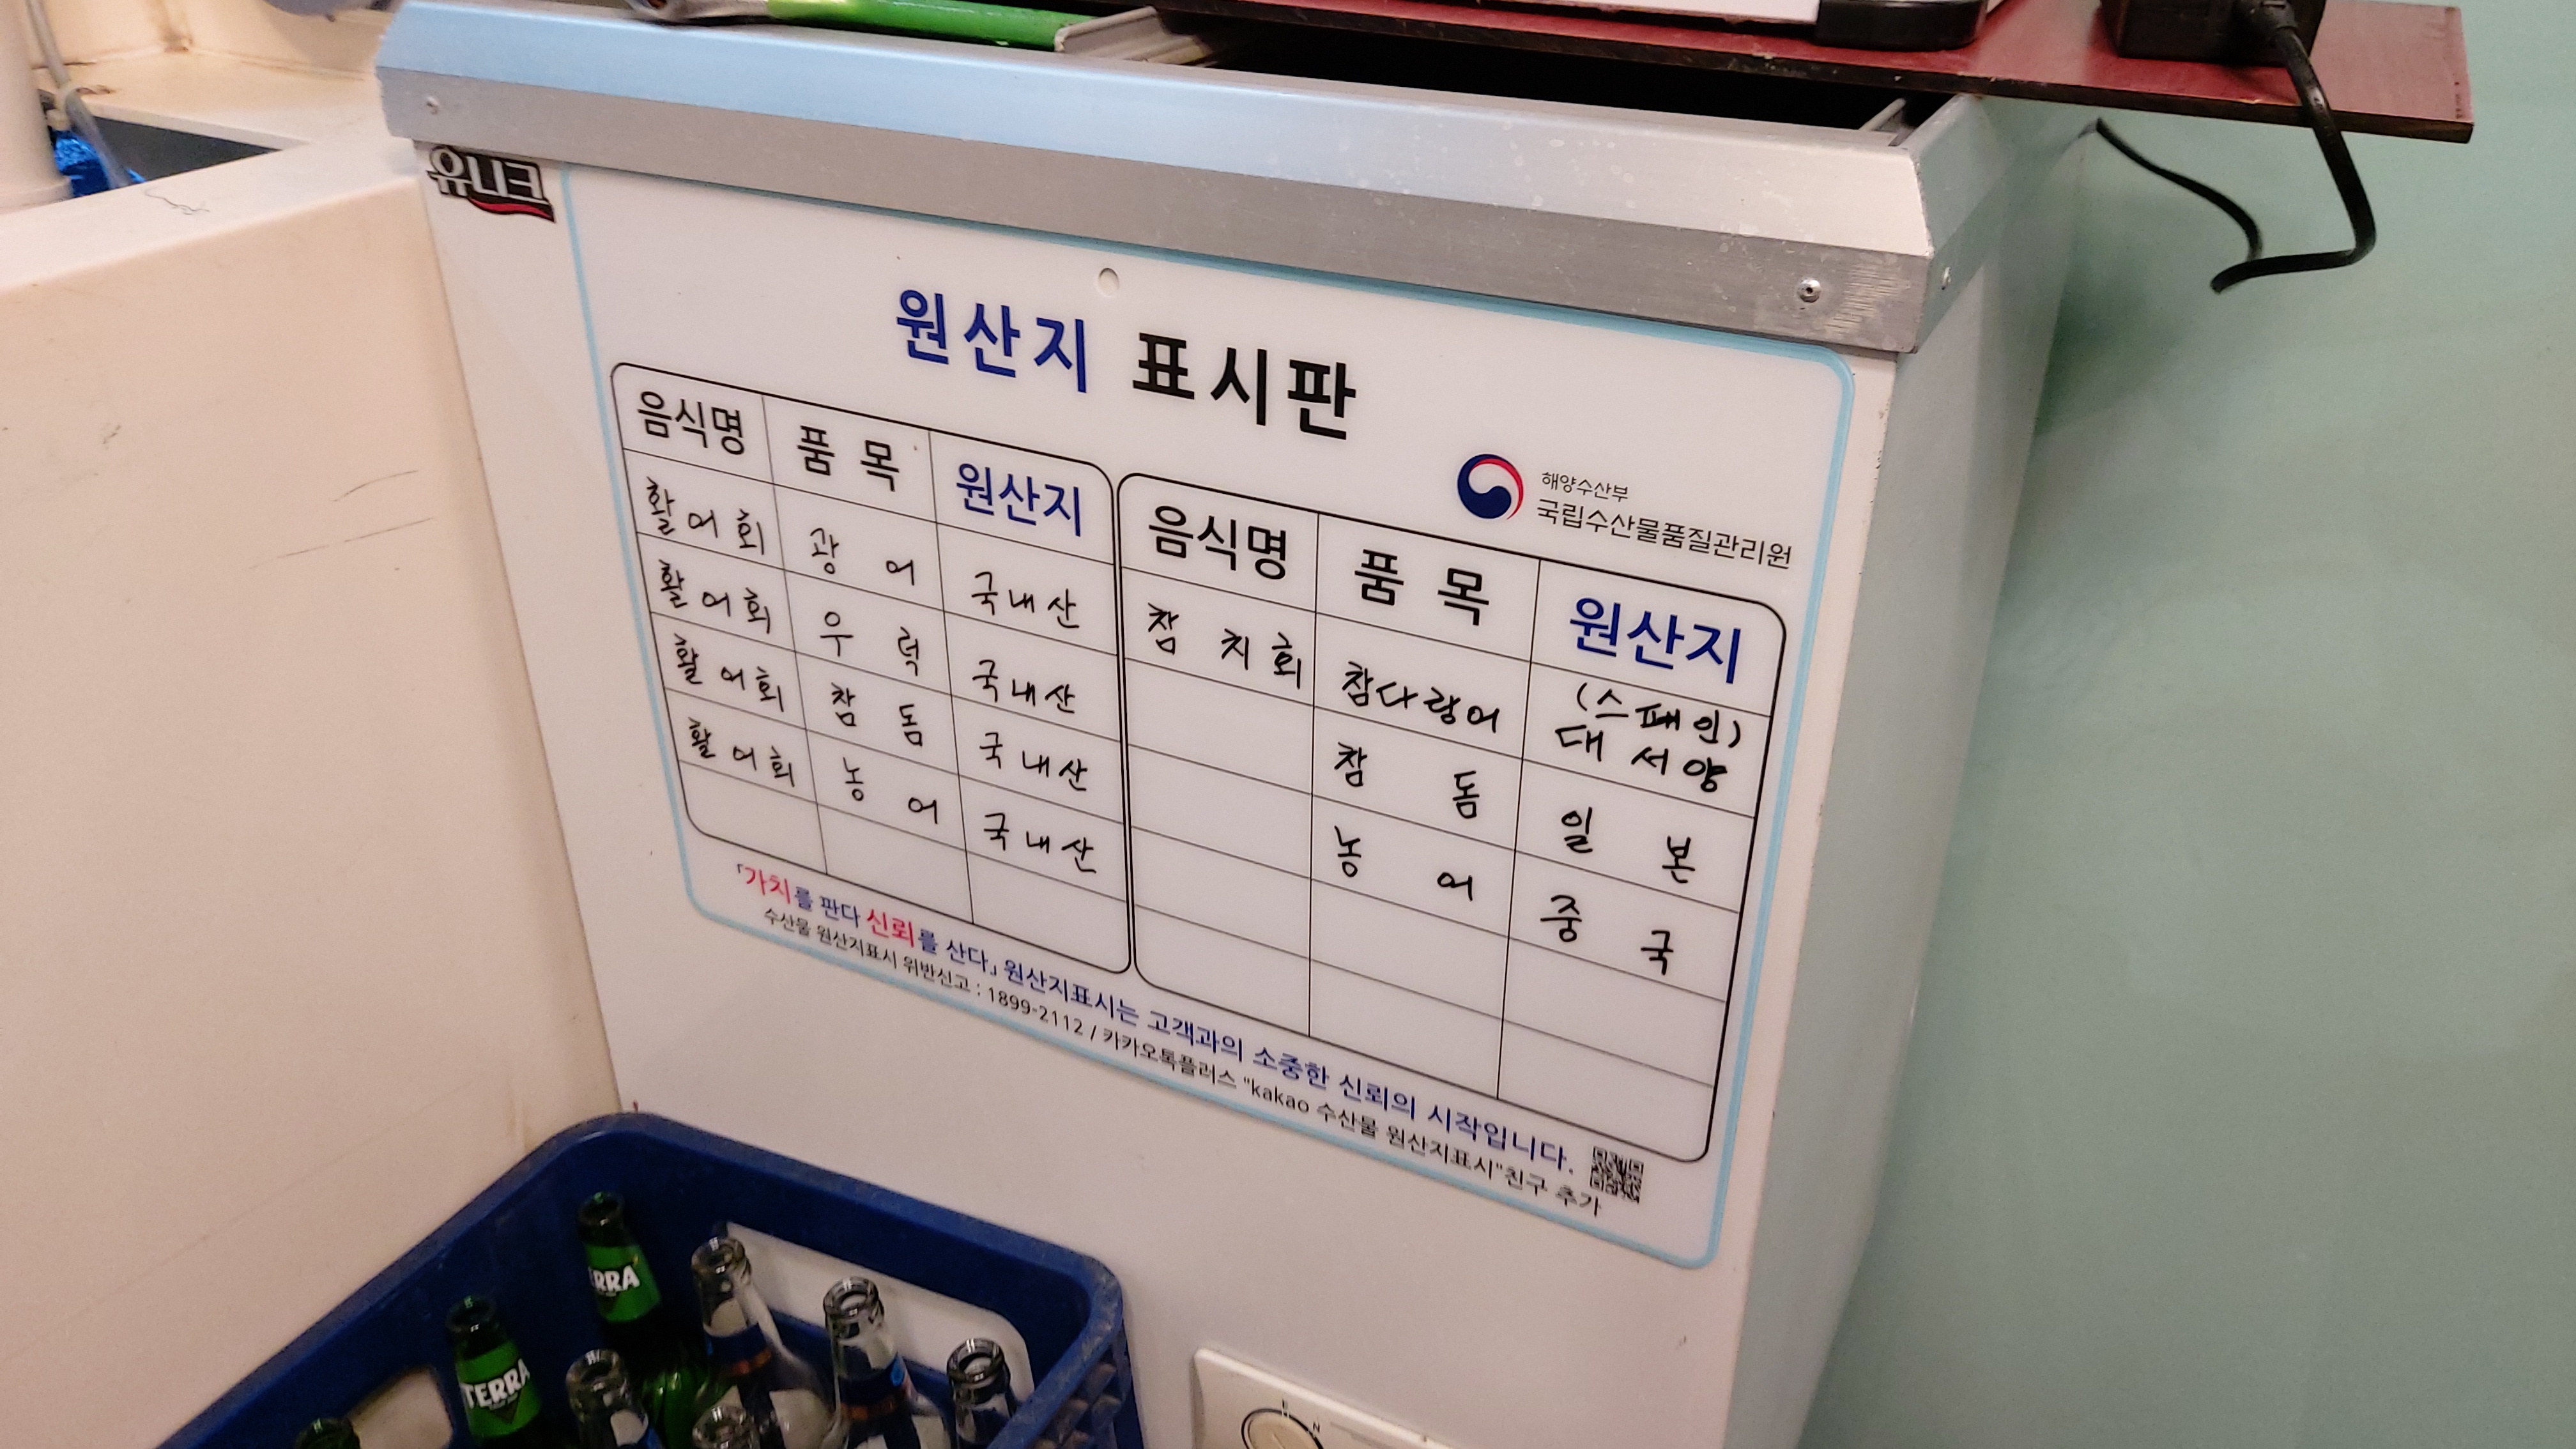 유니크
원산지 표시판
해양수산부
국립수산물품질관리원
음식명 품목 원산지
활어회 광어 국내산
활어회 우럭 국내산
활어회 참돔 국내산
활어회 농어 국내산
음식명 품목 원산지
참치회 참다랑어 (스페인) 대서양
참돔 일본
농어 중국
「가치를 판다 신뢰를 산다」 원산지표시는 고객과의 소중한 신뢰의 시작입니다.
수산물 원산지표시 위반신고 : 1899-2112 / 카카오톡플러스 "kakao 수산물 원산지표시"친구 추가
TERRA
E N